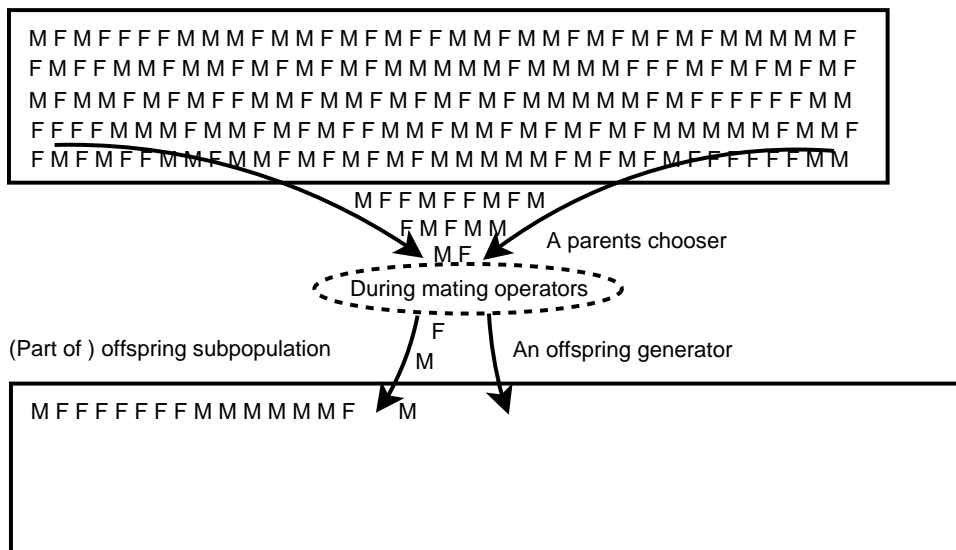 M F M F F F F M M M F M M F M F M F F M M F M M F M F M F M F M M M M M F
F M F F M M F M M F M F M F M F M M M M M F M M M M F F F M F M F M F M F
M F M M F M F M F F M M F M M F M F M F M F M M M M M F M F F F F F F M M
F F F F M M M F M M F M F M F F M M F M M F M F M F M F M M M M M F M M F
F M F M F F M M F M M F M F M F M F M M M M M F M F M F M F F F F F F M M
M F F M F F M F M
F M F M M
A parents chooser
M F
During mating operators
F
(Part of ) offspring subpopulation
An offspring generator
M
M F F F F F F F M M M M M M F M